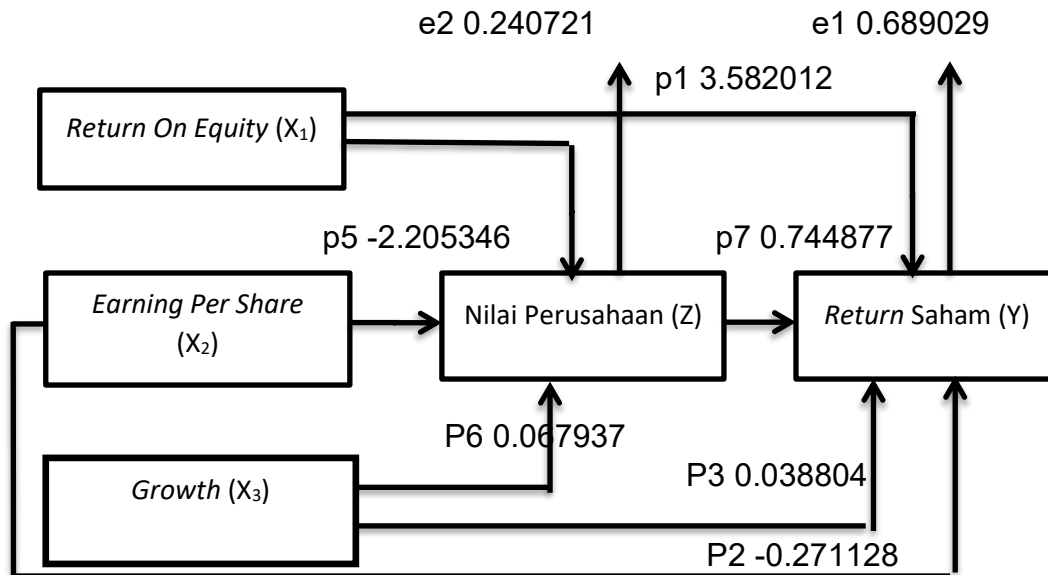 e2 0.240721
e1 0.689029
p1 3.582012
Return On Equity (X₁)
p5 -2.205346
p7 0.744877
Earning Per Share
(X₂)
Nilai Perusahaan (Z)
Return Saham (Y)
P6 0.067937
Growth (X₃)
P3 0.038804
P2 -0.271128